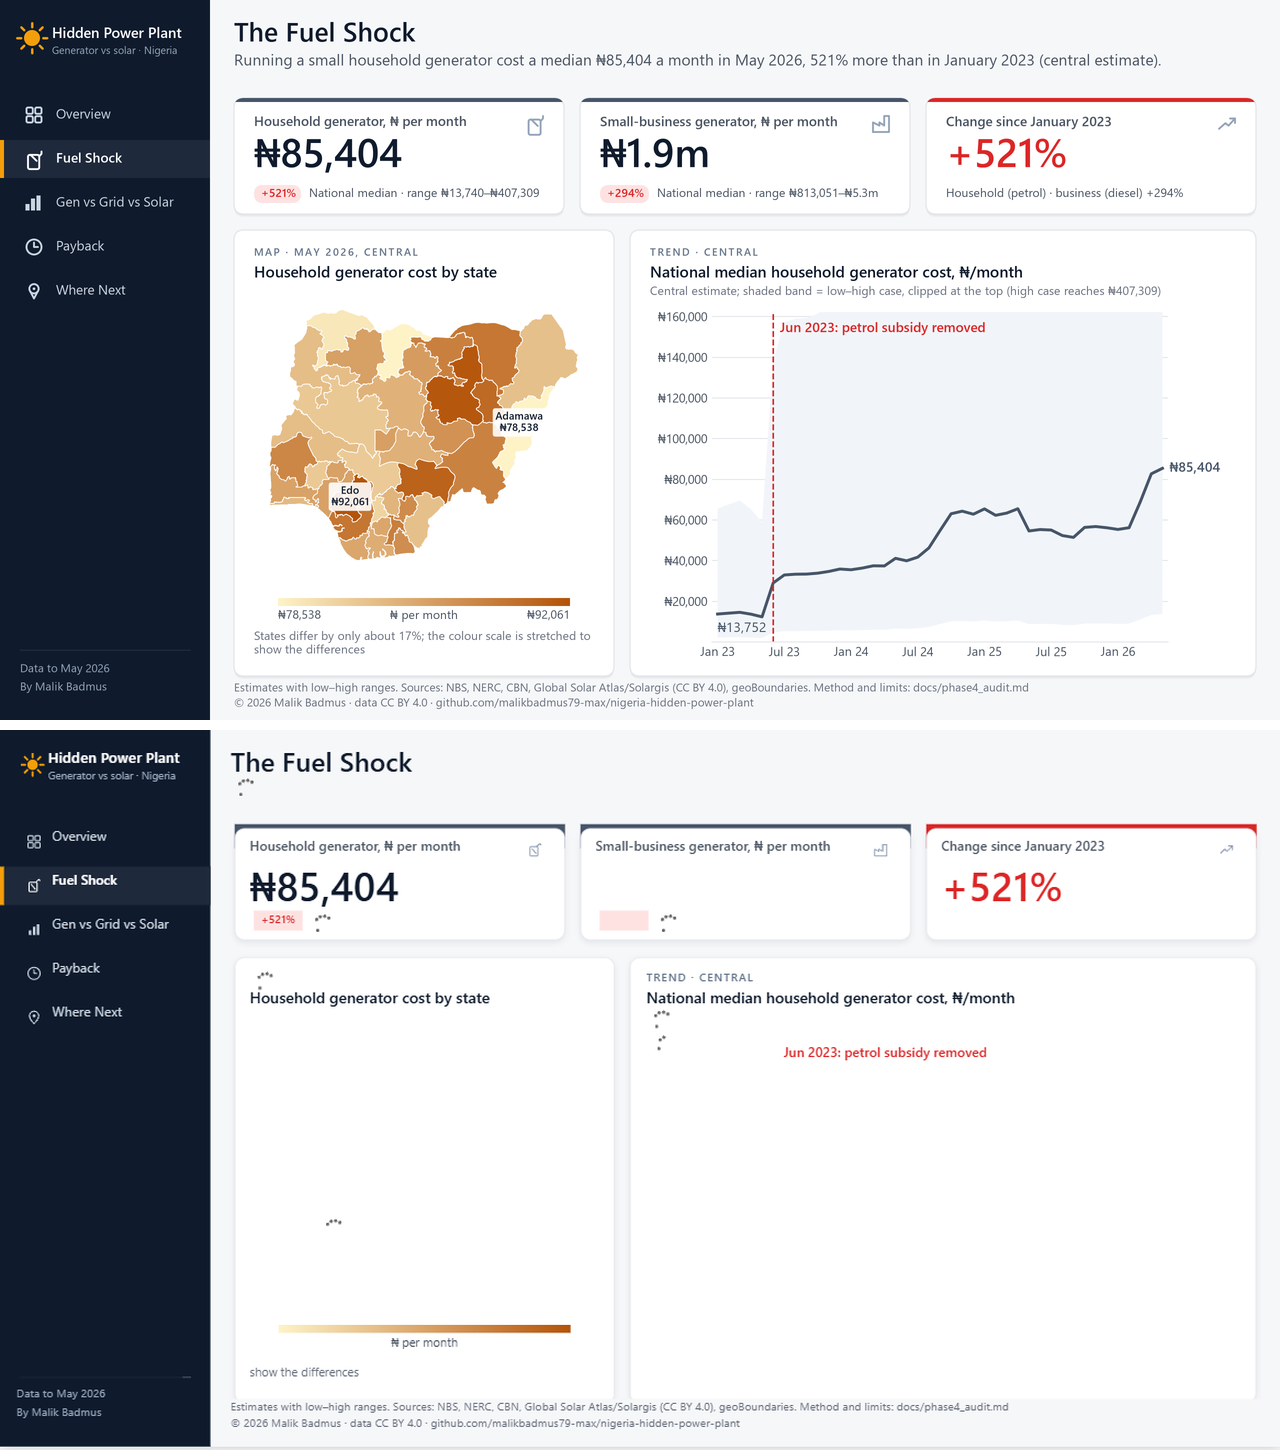 Hidden Power Plant
Generator vs solar · Nigeria
Overview
Fuel Shock
Gen vs Grid vs Solar
Payback
Where Next
Data to May 2026
By Malik Badmus
The Fuel Shock
Running a small household generator cost a median ₦85,404 a month in May 2026, 521% more than in January 2023 (central estimate).
Household generator, ₦ per month
₦85,404
+521% National median · range ₦13,740–₦407,309
Small-business generator, ₦ per month
₦1.9m
+294% National median · range ₦813,051–₦5.3m
Change since January 2023
+521%
Household (petrol) · business (diesel) +294%
MAP · MAY 2026, CENTRAL
Household generator cost by state
Adamawa
₦78,538
Edo
₦92,061
₦78,538 ₦ per month ₦92,061
States differ by only about 17%; the colour scale is stretched to
show the differences
TREND · CENTRAL
National median household generator cost, ₦/month
Central estimate; shaded band = low–high case, clipped at the top (high case reaches ₦407,309)
₦160,000
Jun 2023: petrol subsidy removed
₦140,000
₦120,000
₦100,000
₦80,000
₦85,404
₦60,000
₦40,000
₦20,000
₦13,752
Jan 23 Jul 23 Jan 24 Jul 24 Jan 25 Jul 25 Jan 26
Estimates with low–high ranges. Sources: NBS, NERC, CBN, Global Solar Atlas/Solargis (CC BY 4.0), geoBoundaries. Method and limits: docs/phase4_audit.md
© 2026 Malik Badmus · data CC BY 4.0 · github.com/malikbadmus79-max/nigeria-hidden-power-plant
Hidden Power Plant
Generator vs solar · Nigeria
Overview
Fuel Shock
Gen vs Grid vs Solar
Payback
Where Next
Data to May 2026
By Malik Badmus
The Fuel Shock
Household generator, ₦ per month
₦85,404
+521%
Small-business generator, ₦ per month
Change since January 2023
+521%
Household generator cost by state
₦ per month
show the differences
TREND · CENTRAL
National median household generator cost, ₦/month
Jun 2023: petrol subsidy removed
Estimates with low–high ranges. Sources: NBS, NERC, CBN, Global Solar Atlas/Solargis (CC BY 4.0), geoBoundaries. Method and limits: docs/phase4_audit.md
© 2026 Malik Badmus · data CC BY 4.0 · github.com/malikbadmus79-max/nigeria-hidden-power-plant